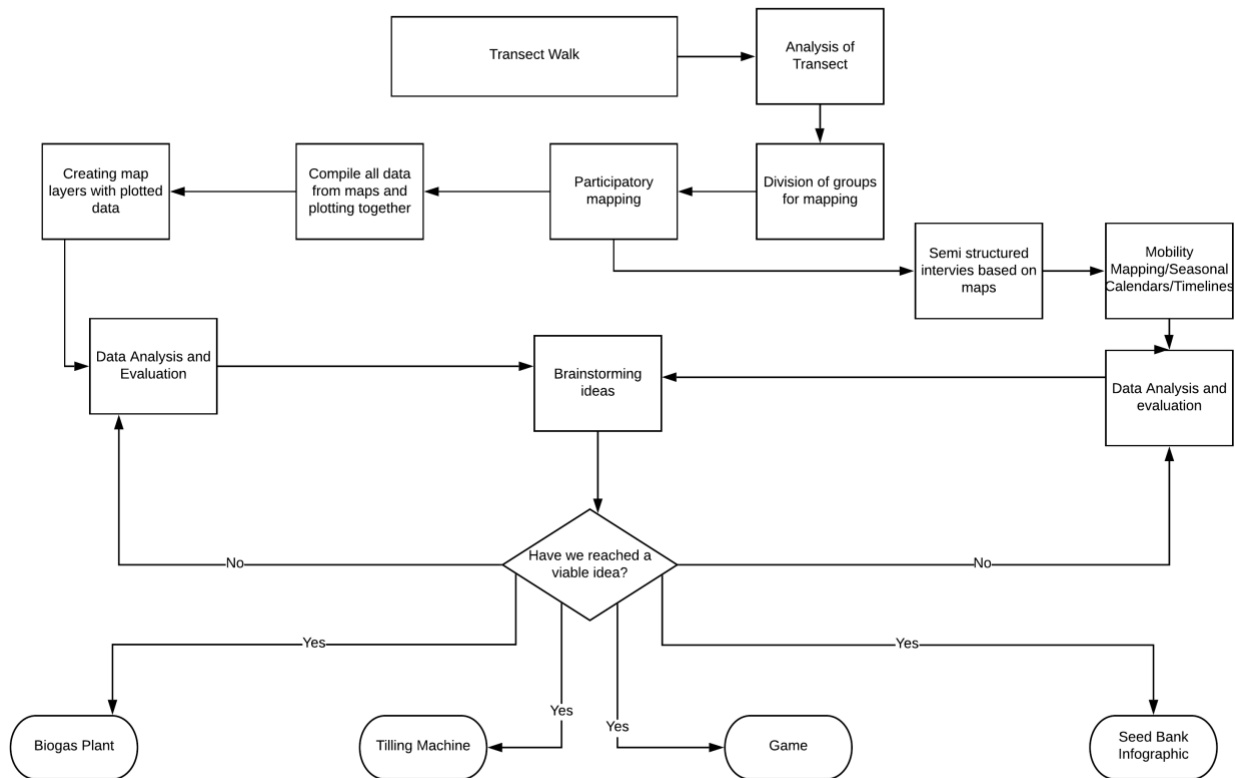 Transect Walk
Analysis of
Transect
Creating map
layers with plotted
data
Compile all data
from maps and
plotting together
Participatory
mapping
Division of groups
for mapping
Semi structured
intervies based on
maps
Mobility
Mapping/Seasonal
Calendars/Timelines
Data Analysis and
Evaluation
Brainstorming
ideas
Data Analysis and
evaluation
Have we reached a
viable idea?
No
No
Yes
Yes
Yes
Yes
Biogas Plant
Tilling Machine
Game
Seed Bank
Infographic